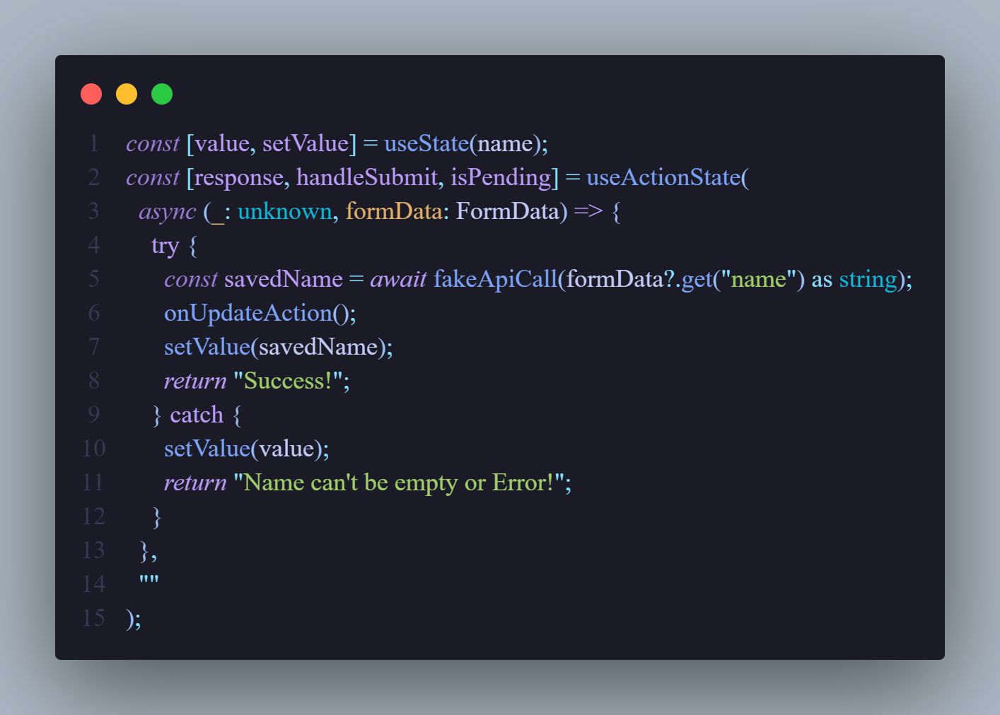 1 const [value, setValue] = useState(name);
2 const [response, handleSubmit, isPending] = useActionState(
3 async (_: unknown, formData: FormData) => {
4 try {
5 const savedName = await fakeApiCall(formData?.get("name") as string);
6 onUpdateAction();
7 setValue(savedName);
8 return "Success!";
9 } catch {
10 setValue(value);
11 return "Name can't be empty or Error!";
12 }
13 },
14 ""
15 );